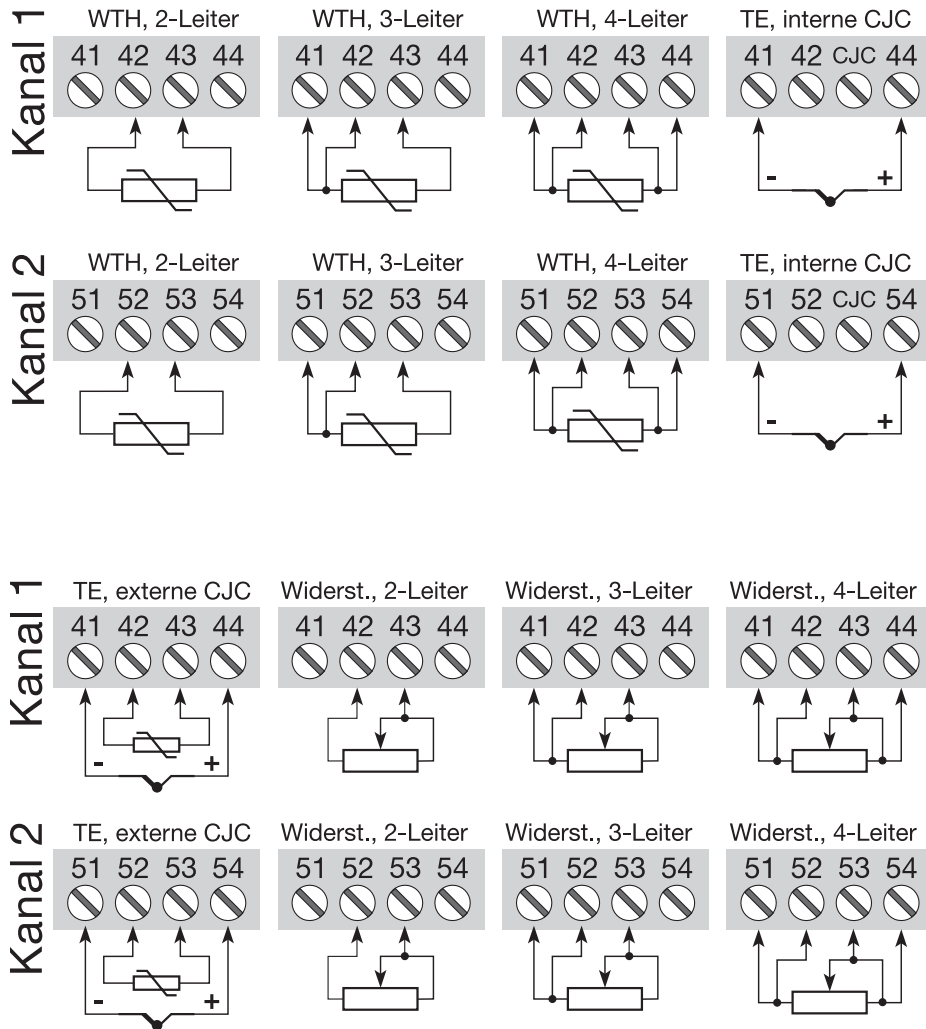 Kanal 1
WTH, 2-Leiter WTH, 3-Leiter WTH, 4-Leiter TE, interne CJC
41 42 43 44 41 42 43 44 41 42 43 44 41 42 CJC 44
- +
Kanal 2
WTH, 2-Leiter WTH, 3-Leiter WTH, 4-Leiter TE, interne CJC
51 52 53 54 51 52 53 54 51 52 53 54 51 52 CJC 54
- +
Kanal 1
TE, externe CJC Widerst., 2-Leiter Widerst., 3-Leiter Widerst., 4-Leiter
41 42 43 44 41 42 43 44 41 42 43 44 41 42 43 44
- +
Kanal 2
TE, externe CJC Widerst., 2-Leiter Widerst., 3-Leiter Widerst., 4-Leiter
51 52 53 54 51 52 53 54 51 52 53 54 51 52 53 54
- +